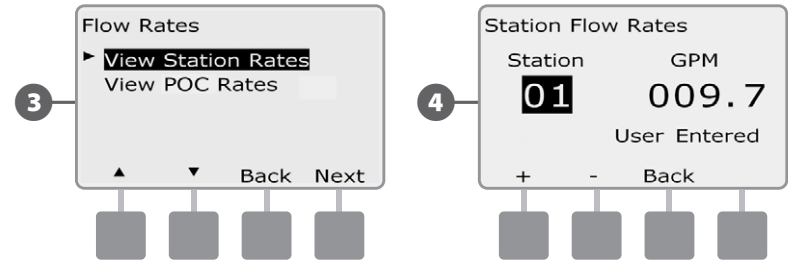 3
Flow Rates
► View Station Rates
View POC Rates
▲ ▼ Back Next
4
Station Flow Rates
Station GPM
01 009.7
User Entered
+ - Back